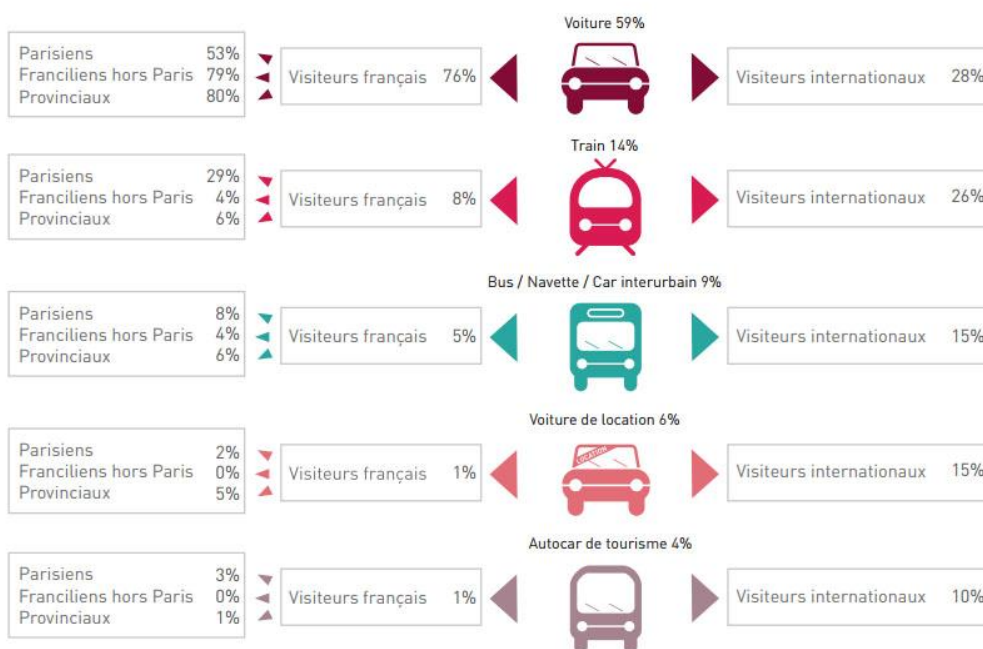 Voiture 59%
Parisiens 53%
Franciliens hors Paris 79%
Provinciaux 80%
Visiteurs français 76%
Visiteurs internationaux 28%
Train 14%
Parisiens 29%
Franciliens hors Paris 4%
Provinciaux 6%
Visiteurs français 8%
Visiteurs internationaux 26%
Bus / Navette / Car interurbain 9%
Parisiens 8%
Franciliens hors Paris 4%
Provinciaux 6%
Visiteurs français 5%
Visiteurs internationaux 15%
Voiture de location 6%
Parisiens 2%
Franciliens hors Paris 0%
Provinciaux 5%
Visiteurs français 1%
LOCATION
Visiteurs internationaux 15%
Autocar de tourisme 4%
Parisiens 3%
Franciliens hors Paris 0%
Provinciaux 1%
Visiteurs français 1%
Visiteurs internationaux 10%